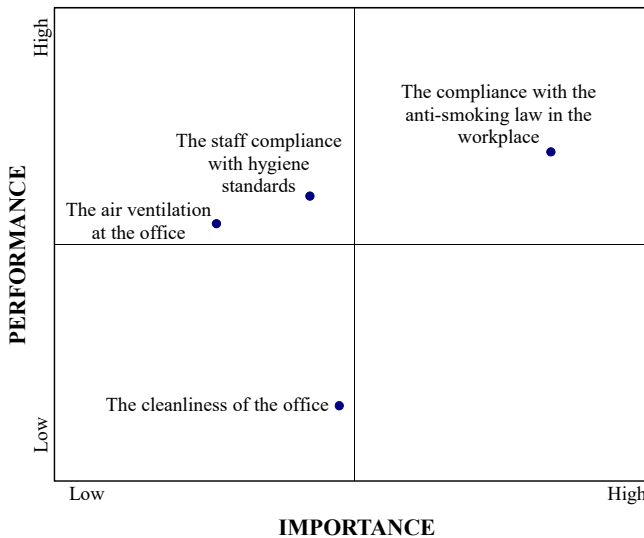 High
The compliance with the
anti-smoking law in the
workplace
The staff compliance
with hygiene
standards
The air ventilation
at the office
PERFORMANCE
The cleanliness of the office
Low
Low
High
IMPORTANCE